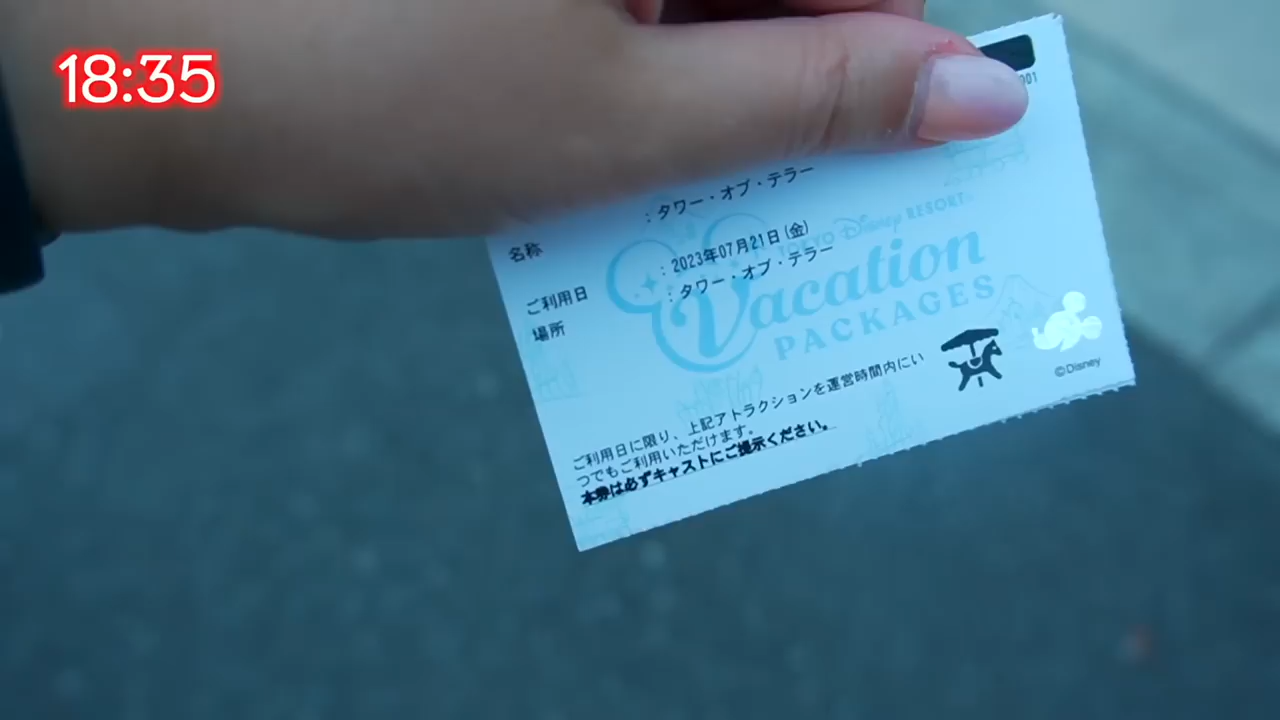 18:35
001
名称 : タワー・オブ・テラー
ご利用日 : 2023年07月21日(金)
場所 : タワー・オブ・テラー
TOKYO Disney RESORT
Vacation
PACKAGES
ご利用日に限り、上記アトラクションを運営時間内にい
つでもご利用いただけます。
本券は必ずキャストにご提示ください。
©Disney